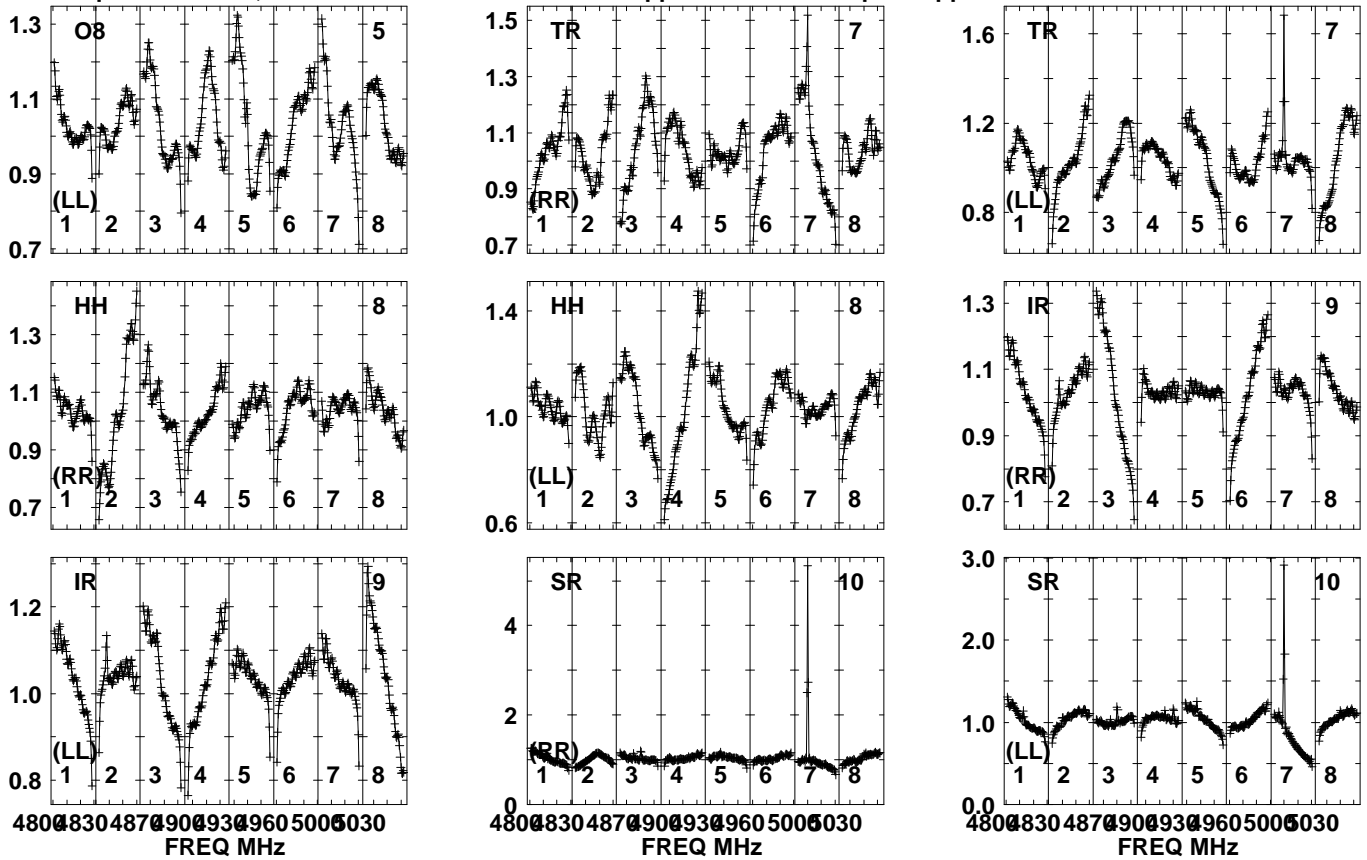 1.3 O8 5
1.1
0.9
(LL)
1 2 3 4 5 6 7 8
0.7
1.5 TR 7
1.3
1.1
0.9
(RR)
1 2 3 4 5 6 7 8
0.7
1.6 TR 7
1.2
(LL)
0.8
1 2 3 4 5 6 7 8
HH 8
1.3
1.1
0.9
(RR)
0.7
1 2 3 4 5 6 7 8
1.4 HH 8
1.0
(LL)
0.6
1 2 3 4 5 6 7 8
1.3 IR 9
1.1
0.9
(RR)
0.7
1 2 3 4 5 6 7 8
IR 9
1.2
1.0
(LL)
0.8
1 2 3 4 5 6 7 8
4800 4830 4870 4900 4930 4960 5000 5030
FREQ MHz
SR 10
4
2
(RR)
0
1 2 3 4 5 6 7 8
4800 4830 4870 4900 4930 4960 5000 5030
FREQ MHz
3.0 SR 10
2.0
1.0
(LL)
0.0
1 2 3 4 5 6 7 8
4800 4830 4870 4900 4930 4960 5000 5030
FREQ MHz